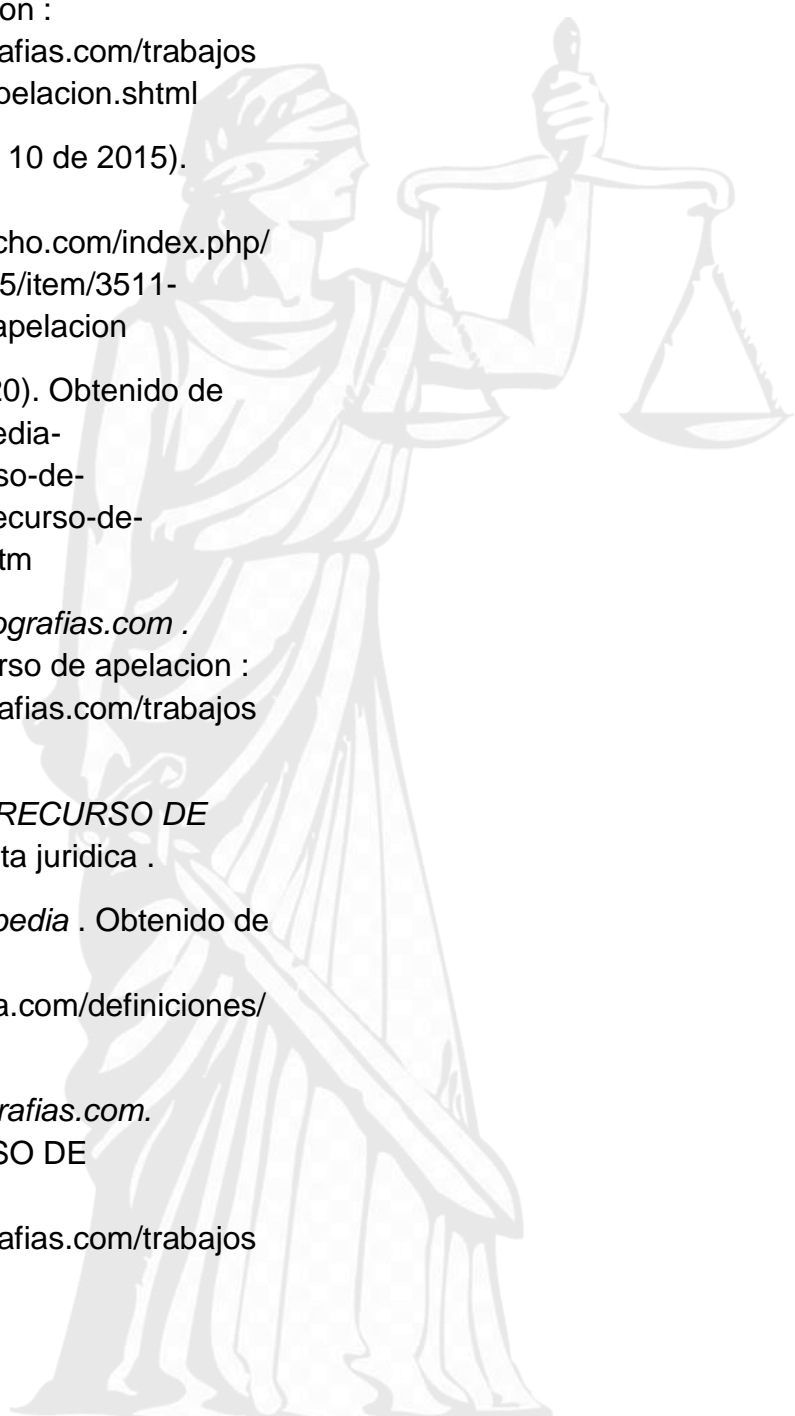 on :
afias.com/trabajos
pelacion.shtml
10 de 2015).
cho.com/index.php/
5/item/3511-
apelacion
20). Obtenido de
edia-
so-de-
ecurso-de-
tm
ografias.com .
rso de apelacion :
afias.com/trabajos
RECURSO DE
ta juridica .
pedia . Obtenido de
a.com/definiciones/
rafias.com.
SO DE
afias.com/trabajos